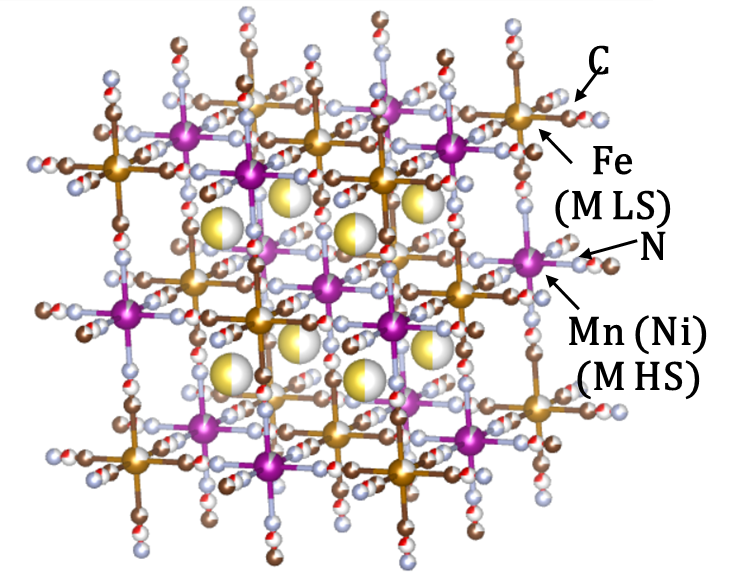 C
Fe
(M LS)
N
Mn (Ni)
(M HS)